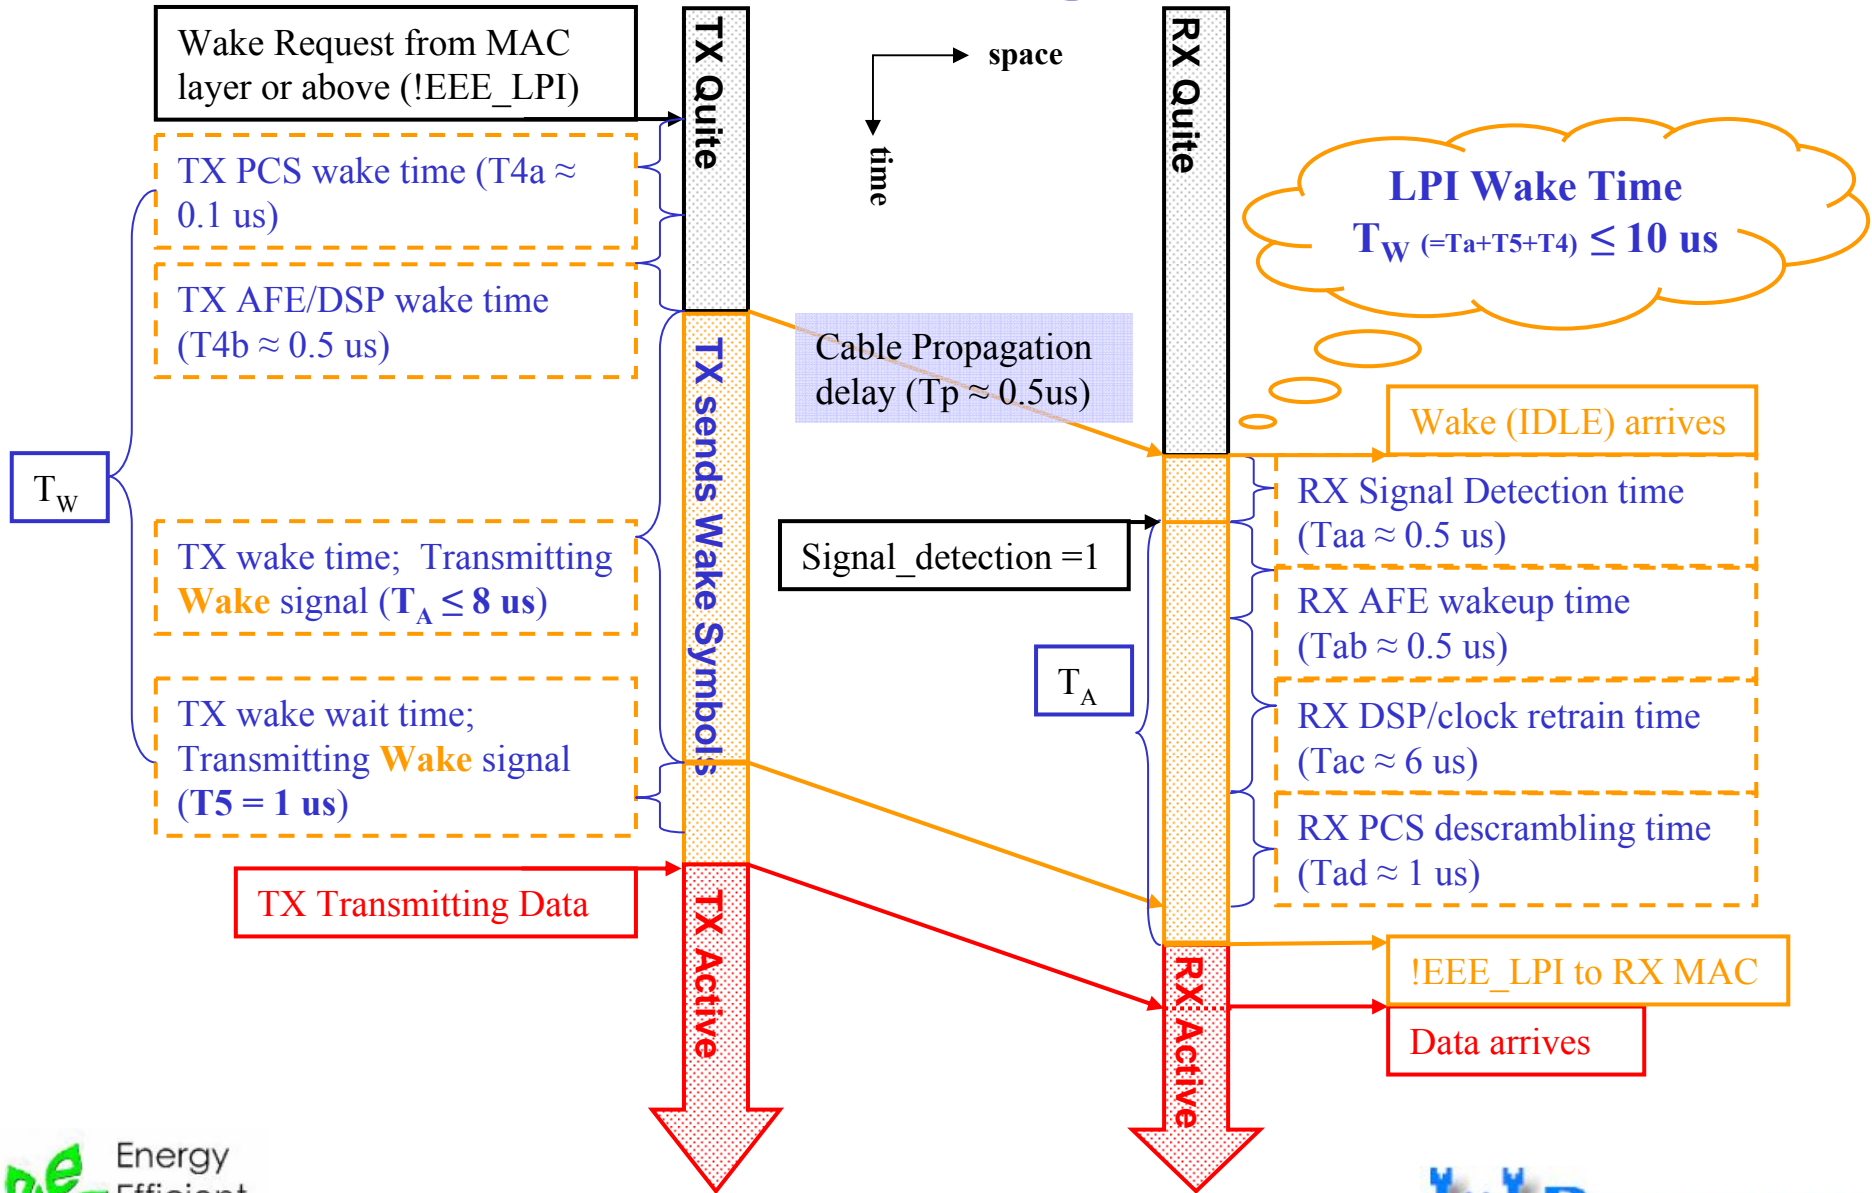 Wake Request from MAC
layer or above (!EEE_LPI)
TX PCS wake time (T4a ≈
0.1 us)
TX AFE/DSP wake time
(T4b ≈ 0.5 us)
T_W
TX wake time; Transmitting
Wake signal (T_A ≤ 8 us)
TX wake wait time;
Transmitting Wake signal
(T5 = 1 us)
TX Transmitting Data
TX Quite
TX sends Wake Symbols
TX Active
space
time
Cable Propagation
delay (Tp ≈ 0.5us)
Signal_detection =1
T_A
RX Quite
RX Active
LPI Wake Time
T_W (=Ta+T5+T4) ≤ 10 us
Wake (IDLE) arrives
RX Signal Detection time
(Taa ≈ 0.5 us)
RX AFE wakeup time
(Tab ≈ 0.5 us)
RX DSP/clock retrain time
(Tac ≈ 6 us)
RX PCS descrambling time
(Tad ≈ 1 us)
!EEE_LPI to RX MAC
Data arrives
Energy
Efficient